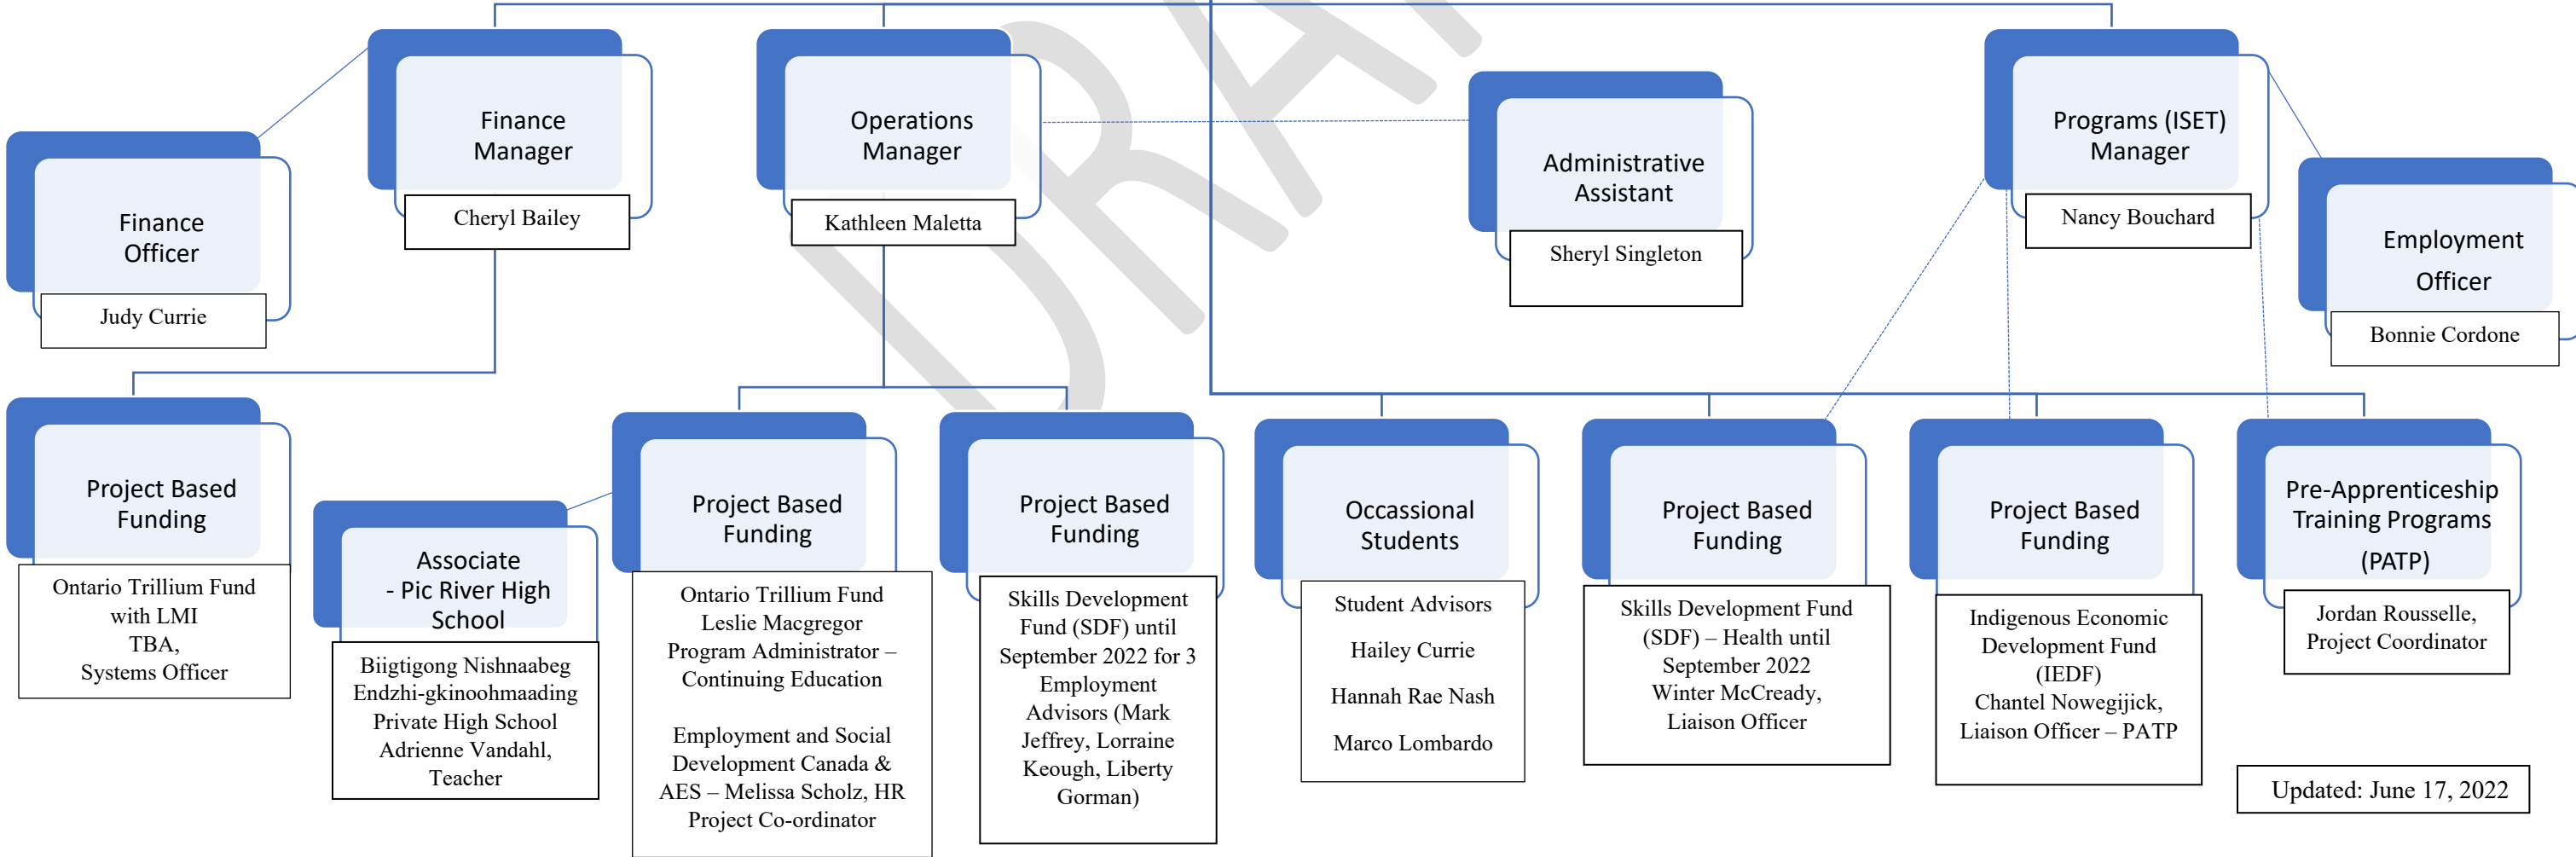 DRAFT
Finance
Manager
Cheryl Bailey
Operations
Manager
Kathleen Maletta
Administrative
Assistant
Sheryl Singleton
Programs (ISET)
Manager
Nancy Bouchard
Finance
Officer
Judy Currie
Employment
Officer
Bonnie Cordone
Project Based
Funding
Ontario Trillium Fund
with LMI
TBA,
Systems Officer
Associate
- Pic River High
School
Biigtigong Nishnaabeg
Endzhi-gkinoohmaading
Private High School
Adrienne Vandahl,
Teacher
Project Based
Funding
Ontario Trillium Fund
Leslie Macgregor
Program Administrator –
Continuing Education
Employment and Social
Development Canada &
AES – Melissa Scholz, HR
Project Co-ordinator
Project Based
Funding
Skills Development
Fund (SDF) until
September 2022 for 3
Employment
Advisors (Mark
Jeffrey, Lorraine
Keough, Liberty
Gorman)
Occassional
Students
Student Advisors
Hailey Currie
Hannah Rae Nash
Marco Lombardo
Project Based
Funding
Skills Development Fund
(SDF) – Health until
September 2022
Winter McCready,
Liaison Officer
Project Based
Funding
Indigenous Economic
Development Fund
(IEDF)
Chantel Nowegijick,
Liaison Officer – PATP
Pre-Apprenticeship
Training Programs
(PATP)
Jordan Rousselle,
Project Coordinator
Updated: June 17, 2022